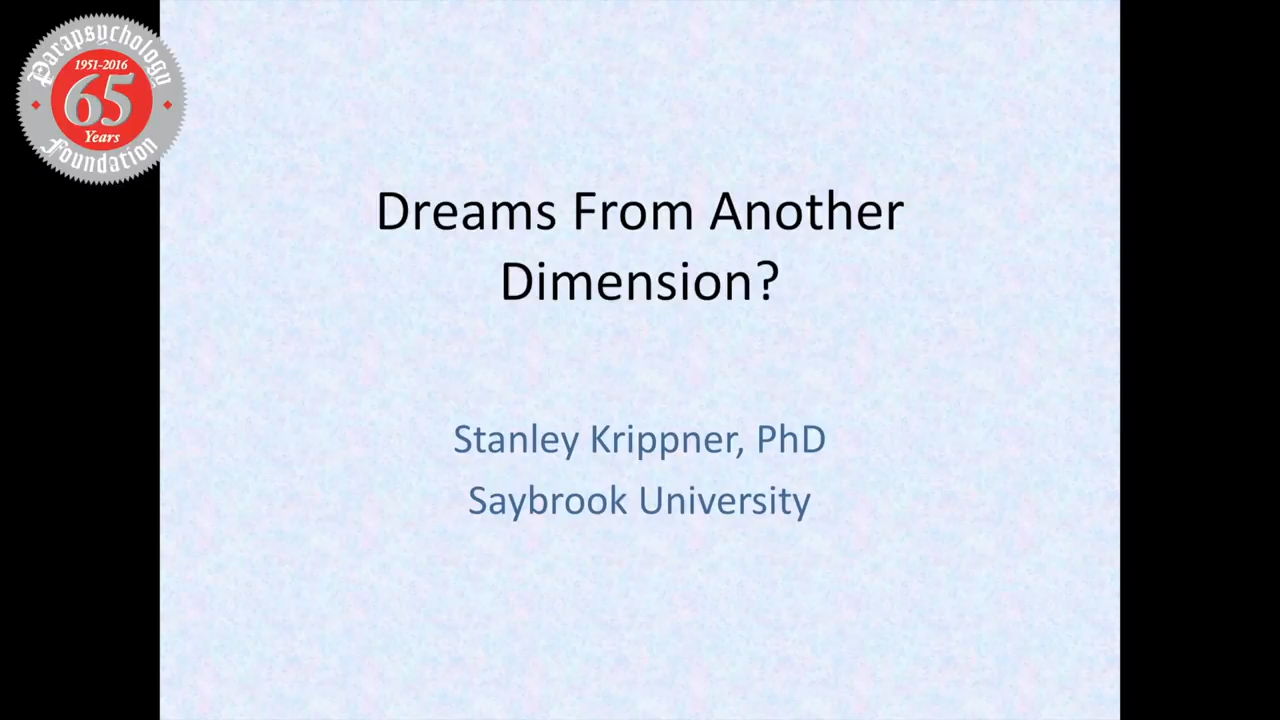 Parapsychology
1951-2016
65
Years
Foundation
Dreams From Another
Dimension?
Stanley Krippner, PhD
Saybrook University